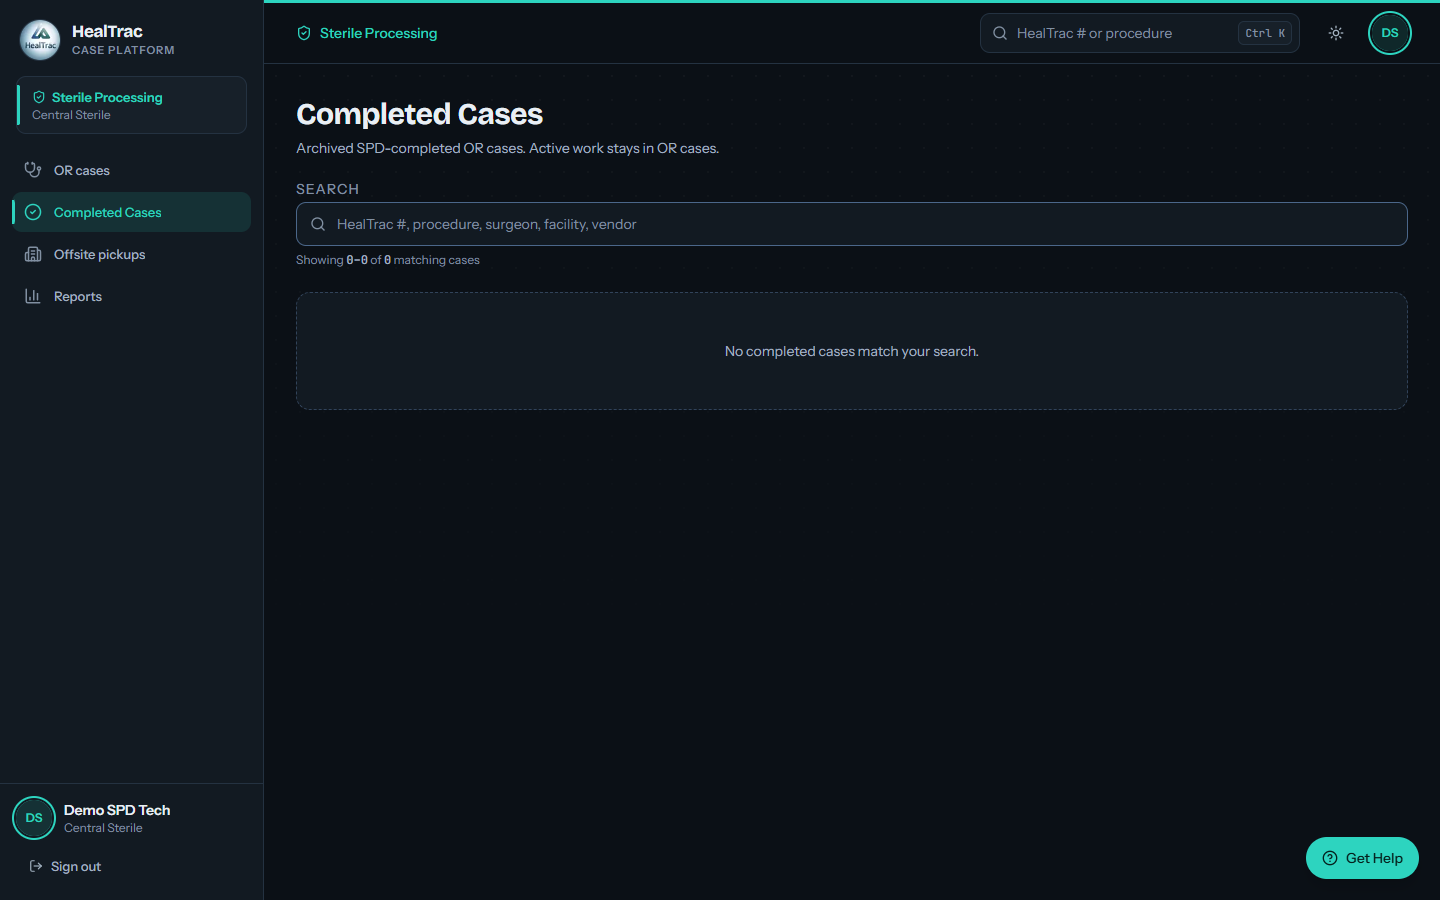 HealTrac
HealTrac
CASE PLATFORM
Sterile Processing
Central Sterile
OR cases
Completed Cases
Offsite pickups
Reports
Demo SPD Tech
DS
Central Sterile
Sign out
Sterile Processing
HealTrac # or procedure
Ctrl K
DS
Completed Cases
Archived SPD-completed OR cases. Active work stays in OR cases.
SEARCH
HealTrac #, procedure, surgeon, facility, vendor
Showing 0–0 of 0 matching cases
No completed cases match your search.
Get Help